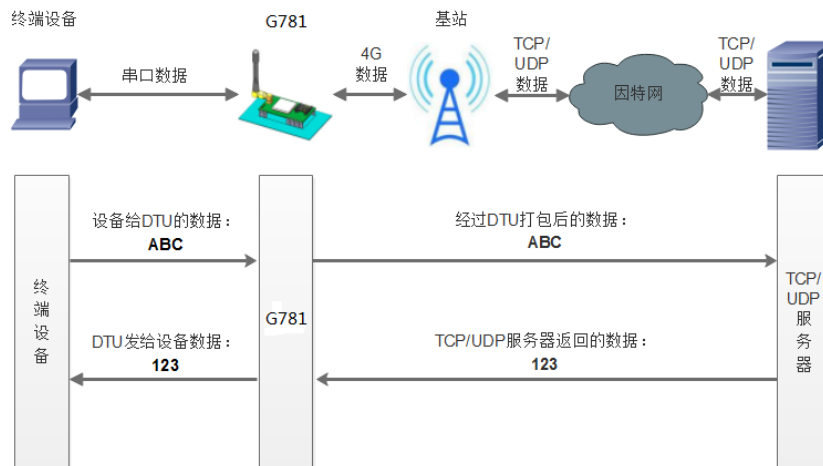 终端设备
G781
基站
串口数据
4G
数据
TCP/
UDP
数据
因特网
TCP/
UDP
数据
设备给DTU的数据：
ABC
经过DTU打包后的数据：
ABC
终
端
设
备
G781
TCP/
UDP
服
务
器
DTU发给设备数据：
123
TCP/UDP服务器返回的数据：
123